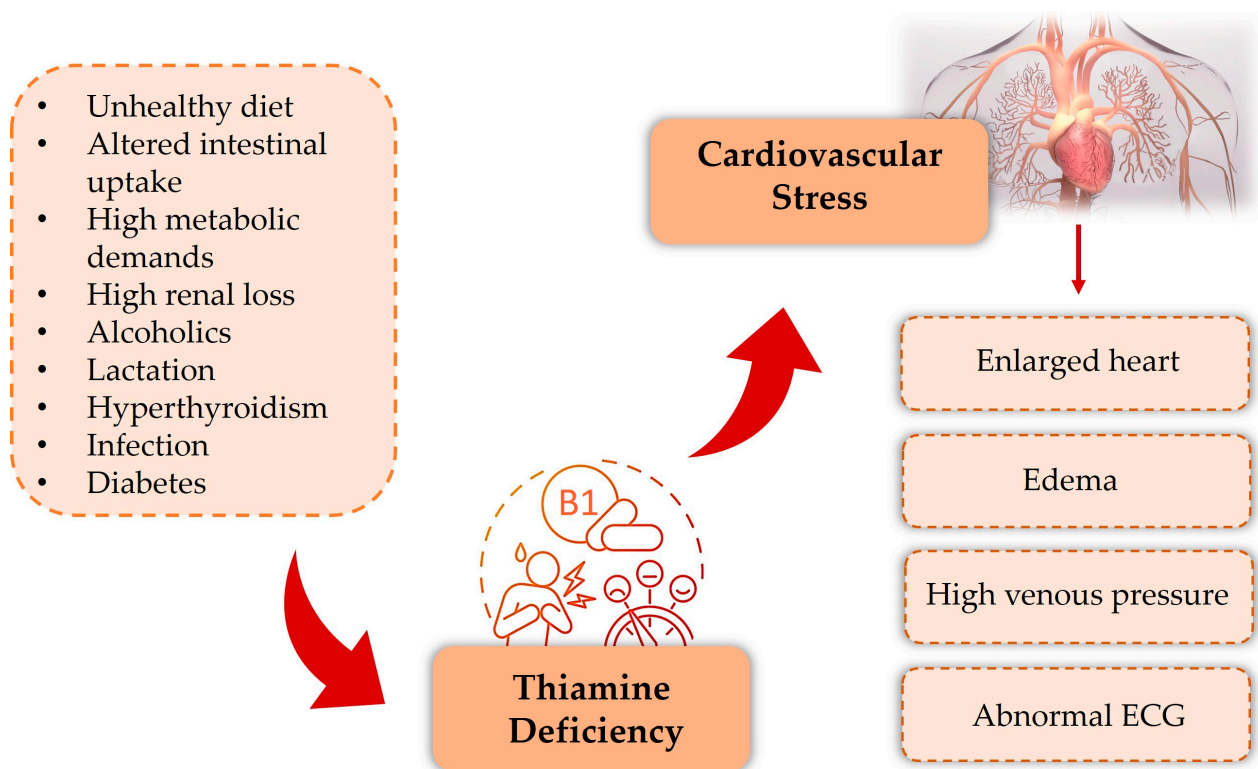 • Unhealthy diet
• Altered intestinal
uptake
• High metabolic
demands
• High renal loss
• Alcoholics
• Lactation
• Hyperthyroidism
• Infection
• Diabetes
B1
Thiamine
Deficiency
Cardiovascular
Stress
Enlarged heart
Edema
High venous pressure
Abnormal ECG